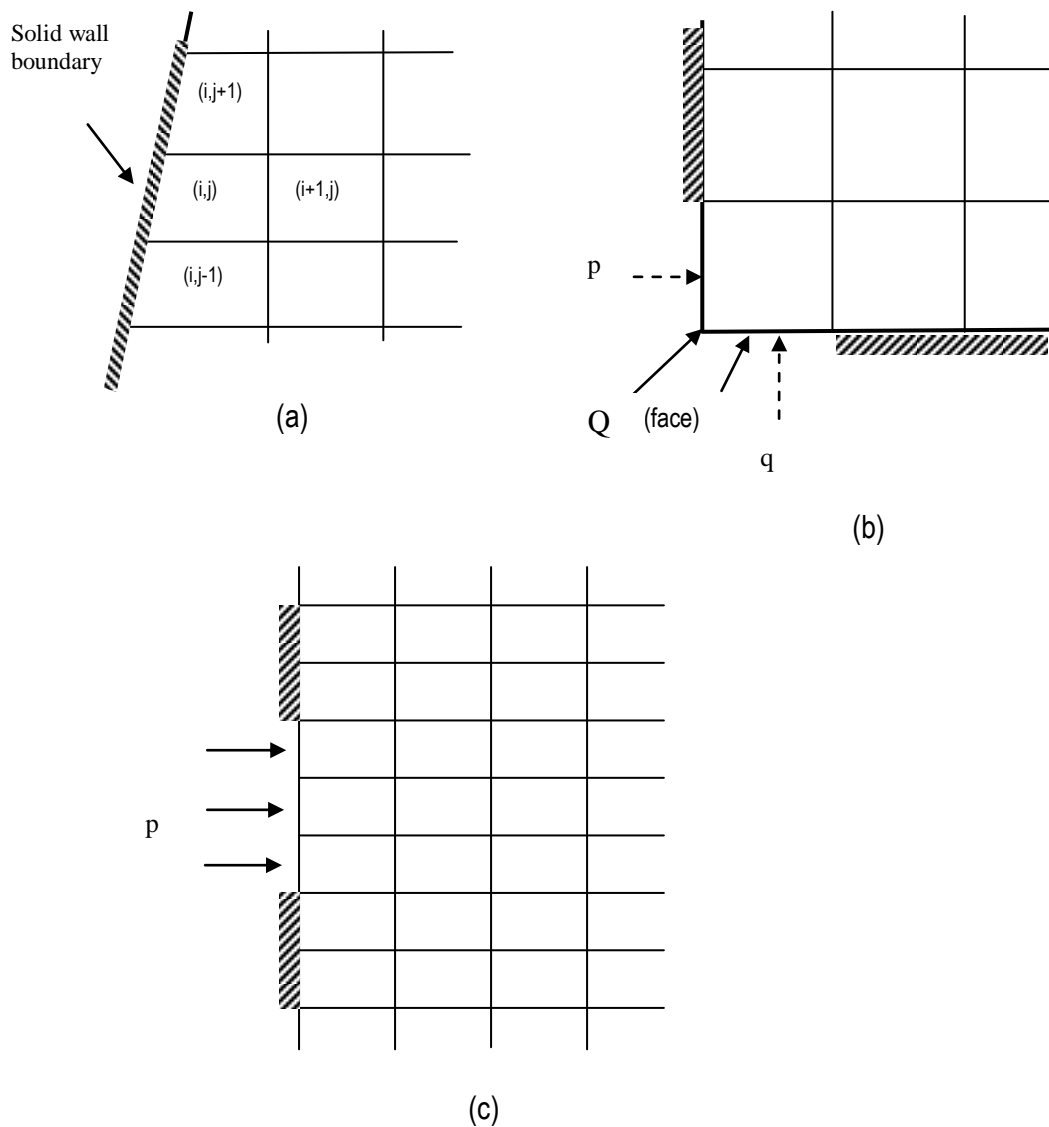 Solid wall
boundary
(i,j+1)
(i,j)
(i+1,j)
(i,j-1)
(a)
p
Q
(face)
q
(b)
p
(c)